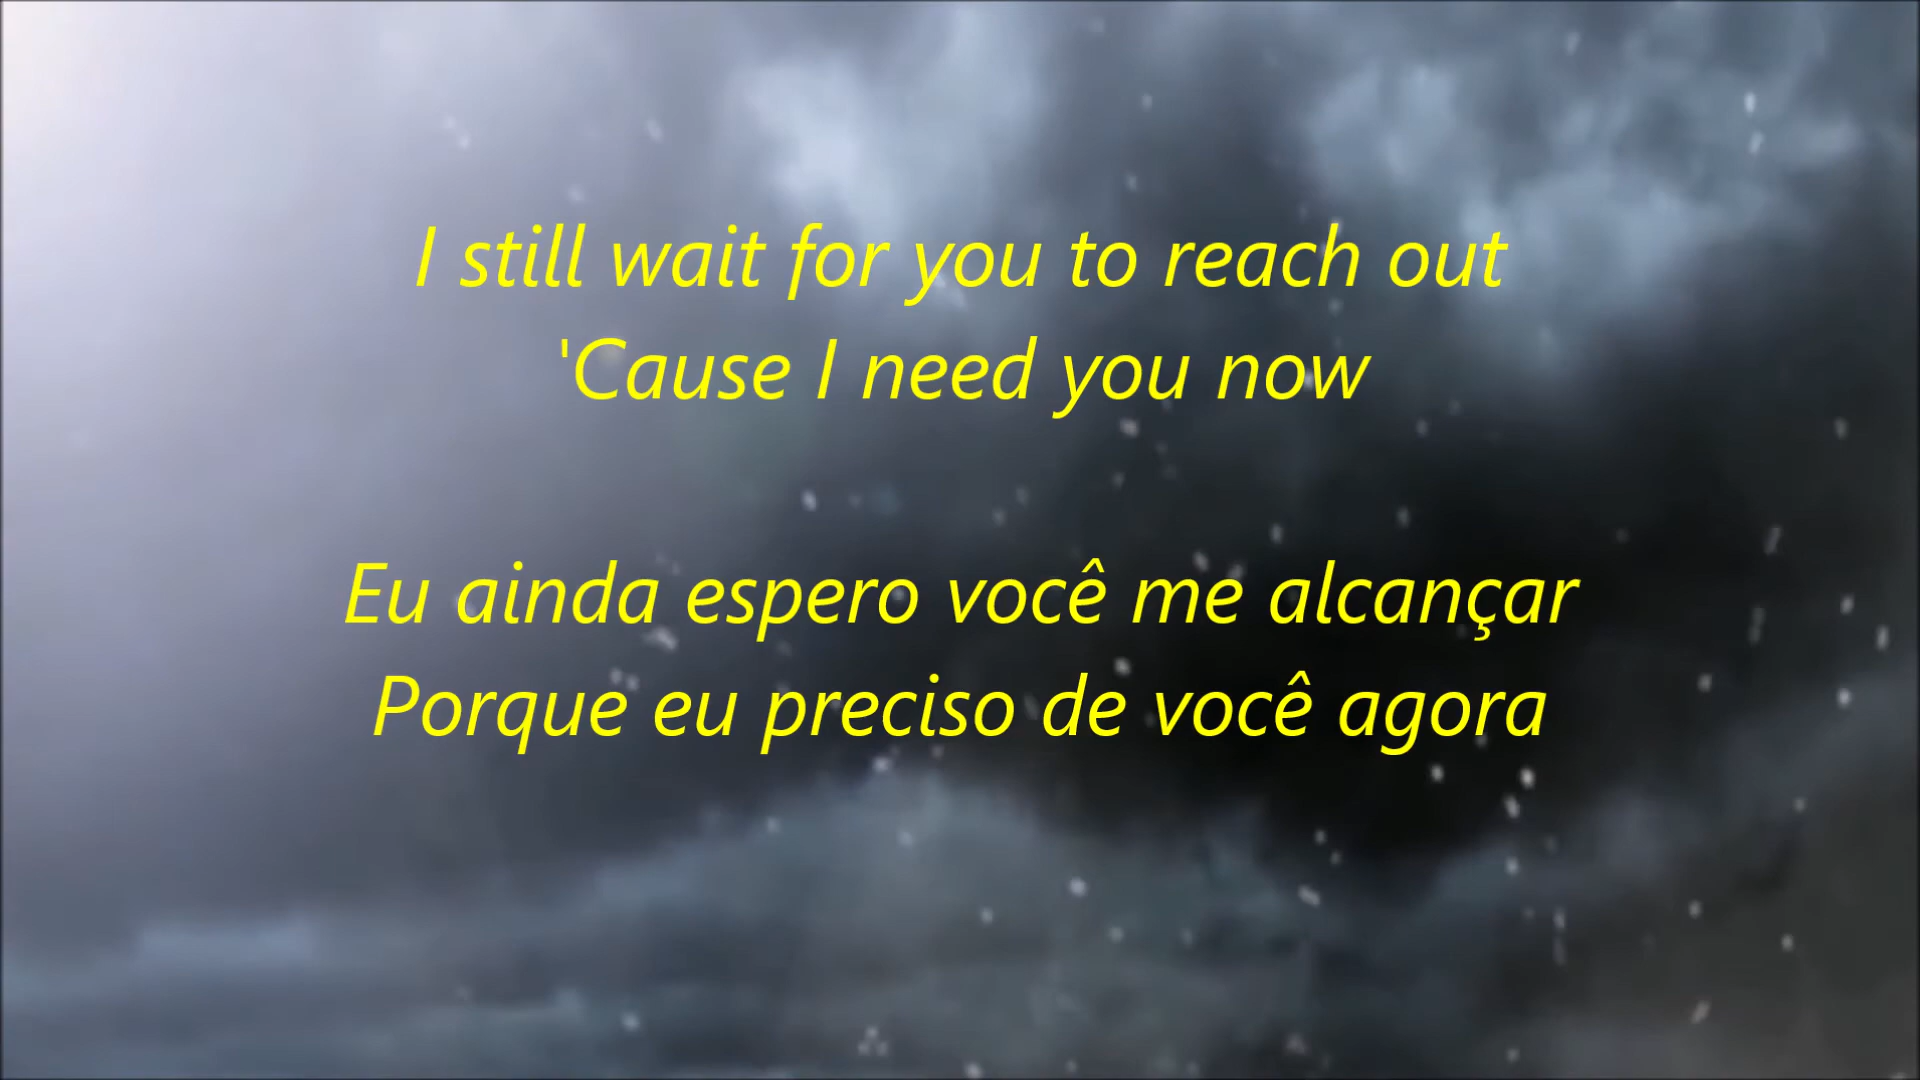 I still wait for you to reach out
'Cause I need you now
Eu ainda espero você me alcançar
Porque eu preciso de você agora